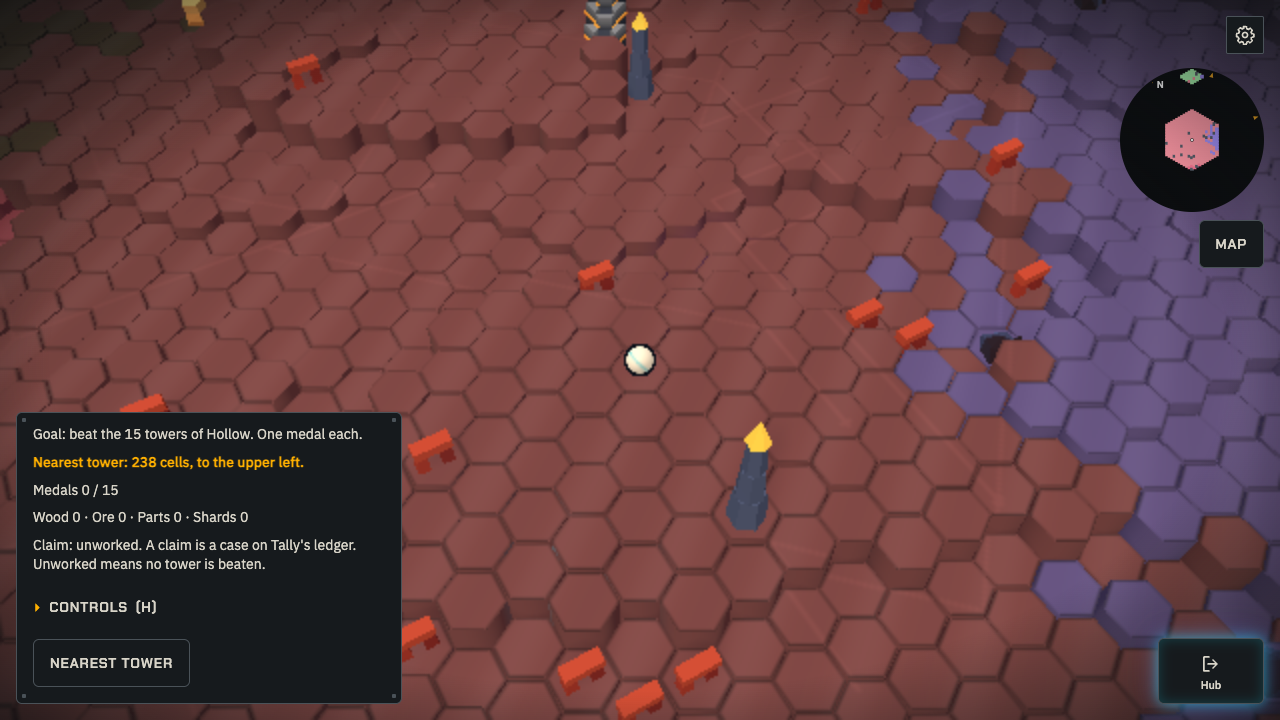 N
MAP
Goal: beat the 15 towers of Hollow. One medal each.
Nearest tower: 238 cells, to the upper left.
Medals 0 / 15
Wood 0 · Ore 0 · Parts 0 · Shards 0
Claim: unworked. A claim is a case on Tally's ledger.
Unworked means no tower is beaten.
CONTROLS (H)
NEAREST TOWER
Hub